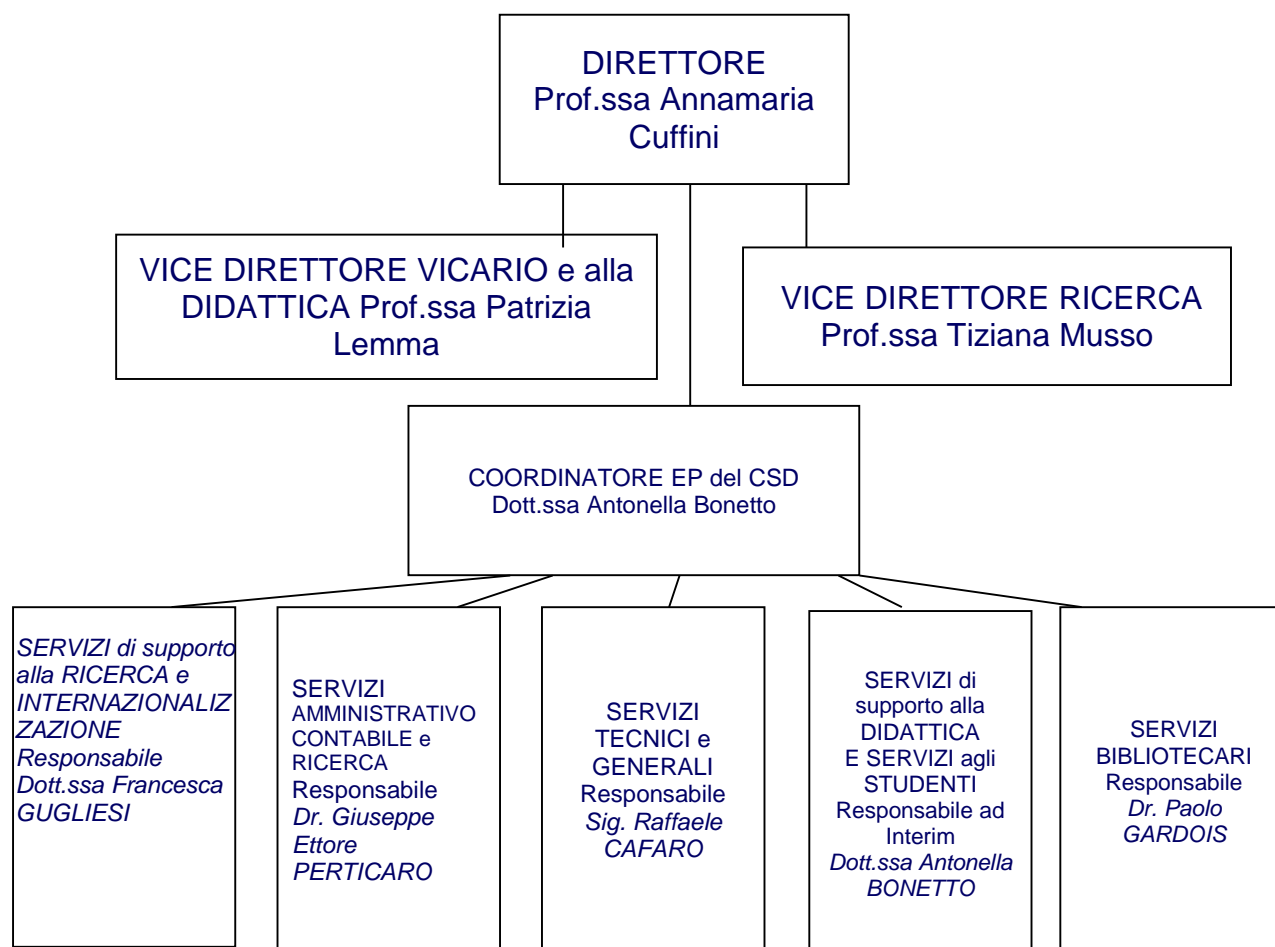 DIRETTORE
Prof.ssa Annamaria
Cuffini
VICE DIRETTORE VICARIO e alla
DIDATTICA Prof.ssa Patrizia
Lemma
VICE DIRETTORE RICERCA
Prof.ssa Tiziana Musso
COORDINATORE EP del CSD
Dott.ssa Antonella Bonetto
SERVIZI di supporto
alla RICERCA e
INTERNAZIONALIZ
ZAZIONE
Responsabile
Dott.ssa Francesca
GUGLIESI
SERVIZI
AMMINISTRATIVO
CONTABILE e
RICERCA
Responsabile
Dr. Giuseppe
Ettore
PERTICARO
SERVIZI
TECNICI e
GENERALI
Responsabile
Sig. Raffaele
CAFARO
SERVIZI di
supporto alla
DIDATTICA
E SERVIZI agli
STUDENTI
Responsabile ad
Interim
Dott.ssa Antonella
BONETTO
SERVIZI
BIBLIOTECARI
Responsabile
Dr. Paolo
GARDOIS